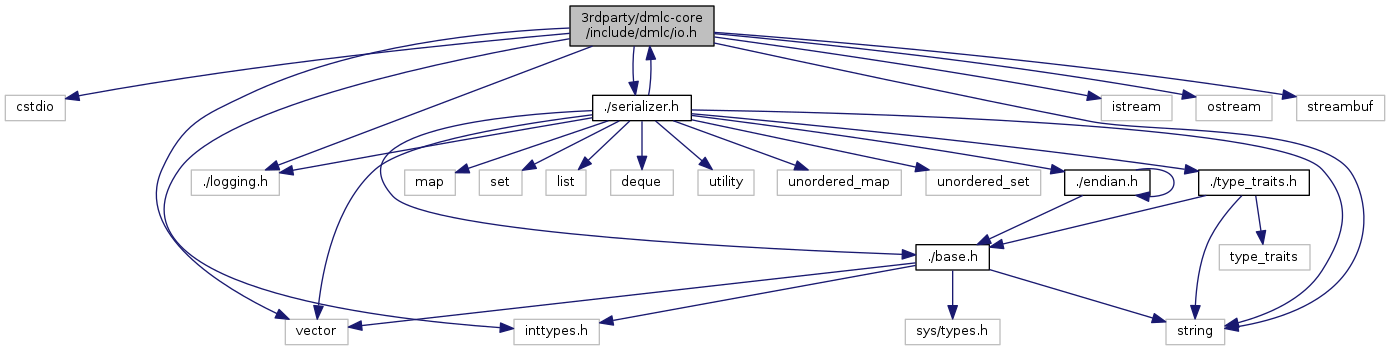 3rdparty/dmlc-core
/include/dmlc/io.h
cstdio
./serializer.h
istream
ostream
streambuf
./logging.h
map
set
list
deque
utility
unordered_map
unordered_set
./endian.h
./type_traits.h
./base.h
type_traits
vector
inttypes.h
sys/types.h
string